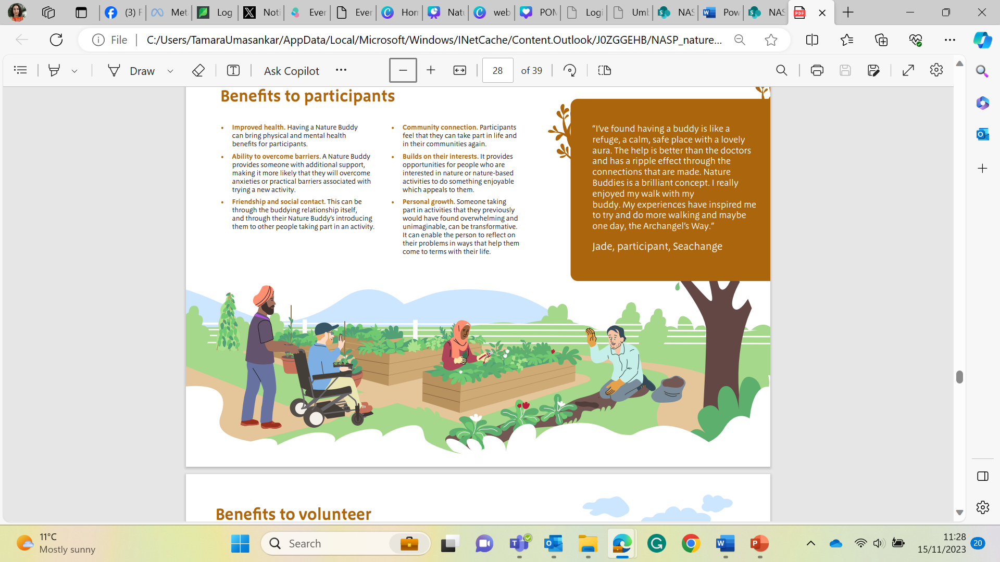 (3) F
Met
Log
Noti
Ever
Ever
Hom
Natu
web
POM
Logi
Umb
NAS
Pow
NAS
PDF
File
C:/Users/TamaraUmasankar/AppData/Local/Microsoft/Windows/INetCache/Content.Outlook/J0ZGGEHB/NASP_nature...
Draw
Ask Copilot
28
of 39
Benefits to participants
• Improved health. Having a Nature Buddy
can bring physical and mental health
benefits for participants.
• Ability to overcome barriers. A Nature Buddy
provides someone with additional support,
making it more likely that they will overcome
anxieties or practical barriers associated with
trying a new activity.
• Friendship and social contact. This can be
through the buddying relationship itself,
and through their Nature Buddy’s introducing
them to other people taking part in an activity.
• Community connection. Participants
feel that they can take part in life and
in their communities again.
• Builds on their interests. It provides
opportunities for people who are
interested in nature or nature-based
activities to do something enjoyable
which appeals to them.
• Personal growth. Someone taking
part in activities that they previously
would have found overwhelming and
unimaginable, can be transformative.
It can enable the person to reflect on
their problems in ways that help them
come to terms with their life.
“I’ve found having a buddy is like a
refuge, a calm, safe place with a lovely
aura. The help is better than the doctors
and has a ripple effect through the
connections that are made. Nature
Buddies is a brilliant concept. I really
enjoyed my walk with my
buddy. My experiences have inspired me
to try and do more walking and maybe
one day, the Archangel’s Way.”
Jade, participant, Seachange
Benefits to volunteer
11°C
Mostly sunny
Search
11:28
15/11/2023
20